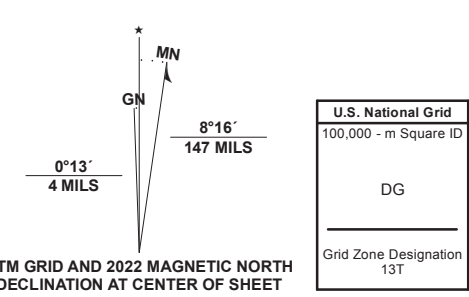 ★
MN
GN
8°16´
147 MILS
0°13´
4 MILS
TM GRID AND 2022 MAGNETIC NORTH
DECLINATION AT CENTER OF SHEET
U.S. National Grid
100,000 - m Square ID
DG
Grid Zone Designation
13T